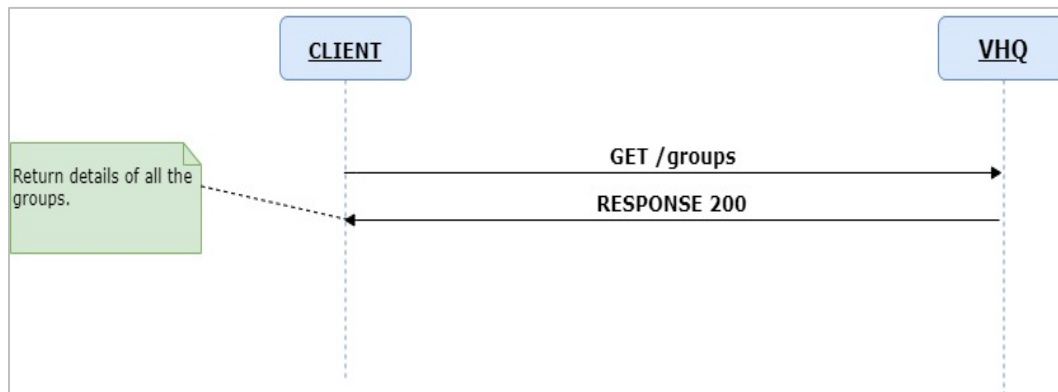 CLIENT
VHQ
GET /groups
Return details of all the
groups.
RESPONSE 200